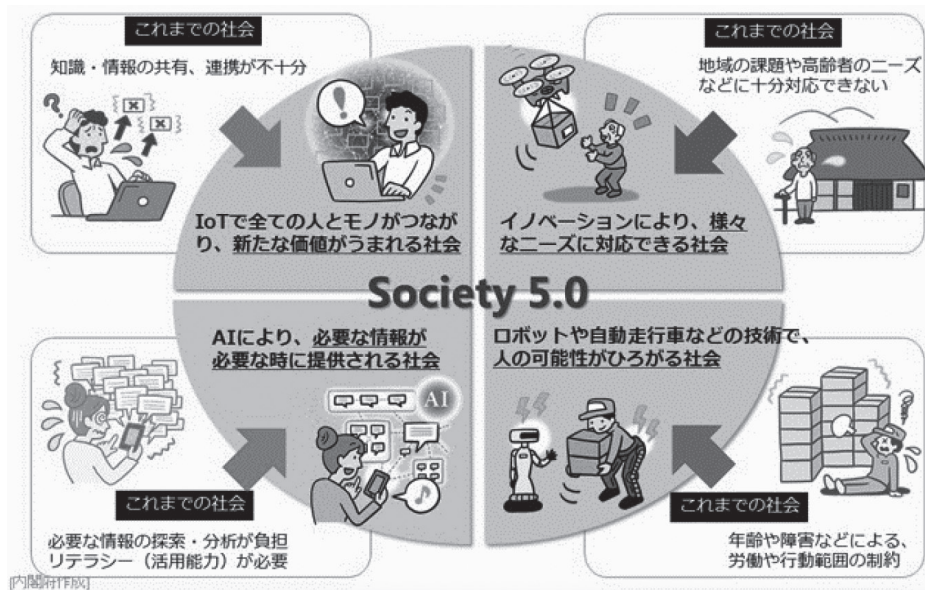 これまでの社会
知識・情報の共有、連携が不十分
IoTで全ての人とモノがつなが
り、新たな価値がうまれる社会
これまでの社会
地域の課題や高齢者のニーズ
などに十分対応できない
イノベーションにより、様々
なニーズに対応できる社会
Society 5.0
AIにより、必要な情報が
必要な時に提供される社会
AI
これまでの社会
必要な情報の探索・分析が負担
リテラシー（活用能力）が必要
ロボットや自動走行車などの技術で、
人の可能性がひろがる社会
これまでの社会
年齢や障害などによる、
労働や行動範囲の制約
[内閣府作成]